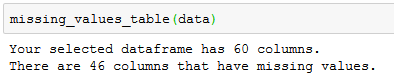 missing_values_table(data)
Your selected dataframe has 60 columns.
There are 46 columns that have missing values.